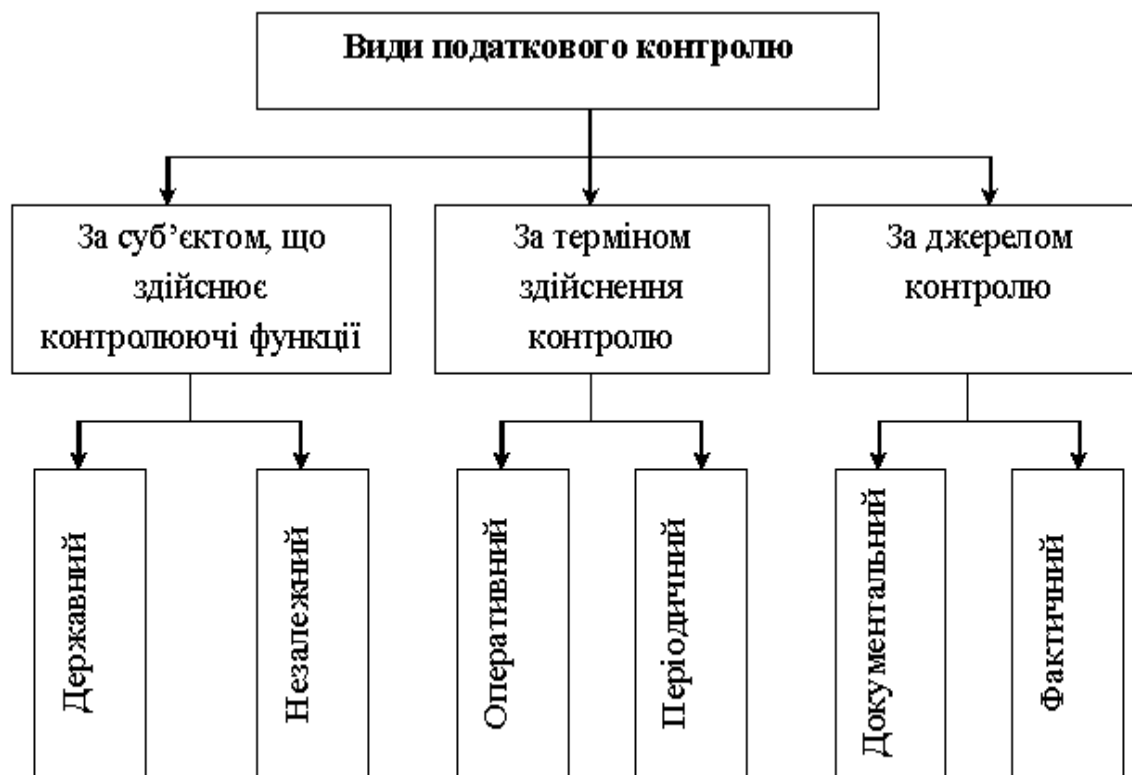 Види податкового контролю
За суб’єктом, що
здійснює
контролюючі функції
За терміном
здійснення
контролю
За джерелом
контролю
Державний
Незалежний
Оперативний
Періодичний
Документальний
Фактичний